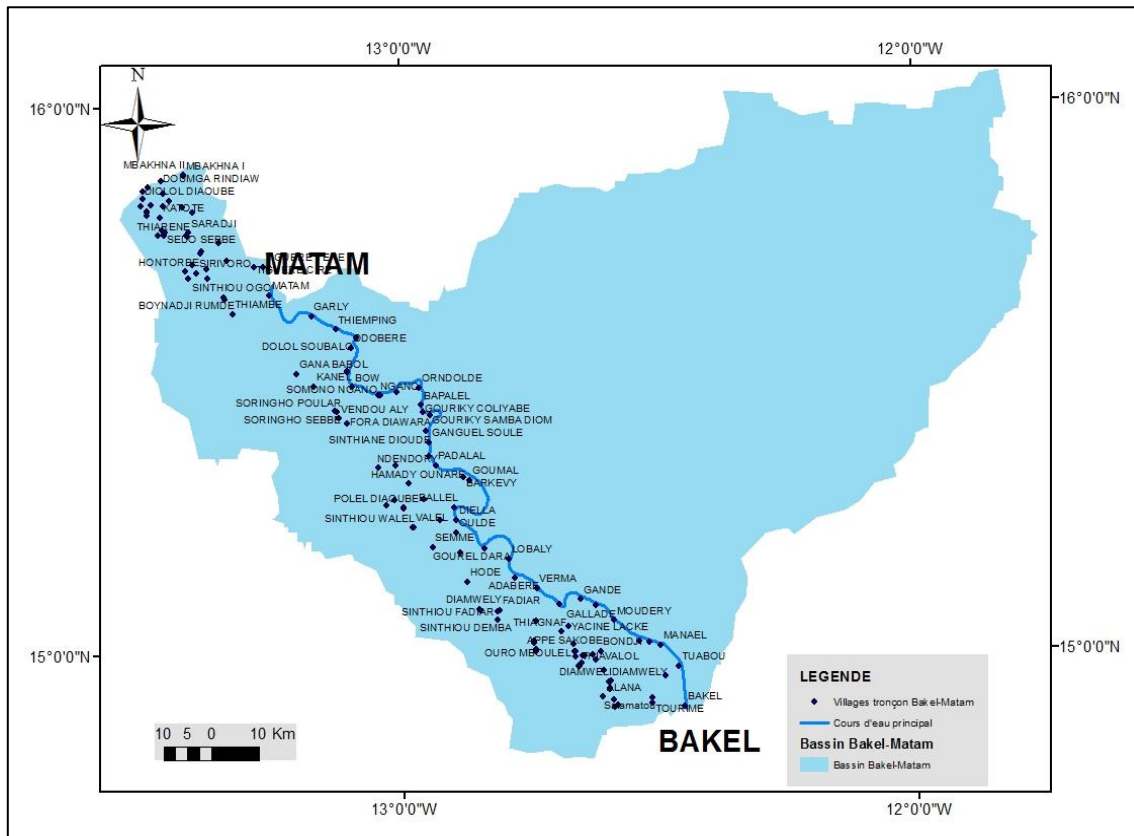 13°0'0"W
12°0'0"W
N
16°0'0"N
16°0'0"N
MBAKHNA II
MBAKHNA I
DOUMGA RINDIAW
DIOLOL DIAOUBE
KATOTE
THIARENE
SARADJI
SEDO SEBBE
HONTORBE
SIRIVORO
MATAM
SINTHIOU OGO
MATAM
BOYNADJI RUMDE
THIAMBE
GARLY
THIEMPING
ODOBERE
DOLOL SOUBALO
GANA BABOL
KANEL
BOW
ORNDOLDE
SOMONO NGANO
NGANO
BAPALEL
SORINGHO POULAR
VENDOU ALY
GOURIKY COLIYABE
SORINGHO SEBBE
FORA DIAWARA
GOURIKY SAMBA DIOM
GANGUEL SOULE
SINTHIANE DIOUDE
NDENDORY
PADALAL
HAMADY OUNARE
GOUMAL
BARKEVY
POLEL DIAOUBE
BALLEL
DIELLA
SINTHIOU WALEL
VALEL
OULDE
SEMME
GOUREL DARA
LOBALY
HODE
ADABERE
VERMA
GANDE
DIAMWELY
FADIAR
SINTHIOU FADIAR
GALLADE
MOUDERY
SINTHIOU DEMBA
THIAGNAF
YACINE LACKE
APPE SAKOBE
BONDJI
MANAEL
OURO MBOULEL
TUABOU
DIAMWELI
DIAMWELY
ALANA
BAKEL
TOURIME
BAKEL
15°0'0"N
15°0'0"N
10 5 0 10 Km
LEGENDE
Villages tronçon Bakel-Matam
Cours d'eau principal
Bassin Bakel-Matam
Bassin Bakel-Matam
13°0'0"W
12°0'0"W